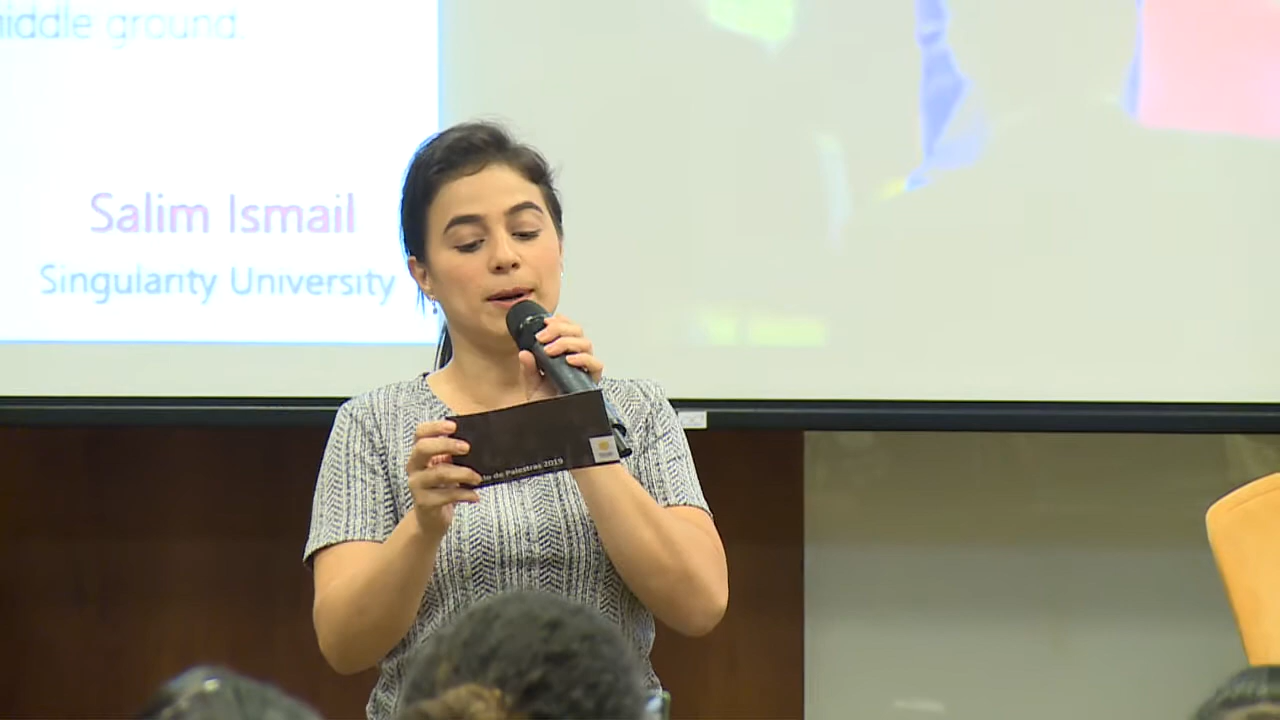 middle ground.
Salim Ismail
Singularity University
de Palestras 2019